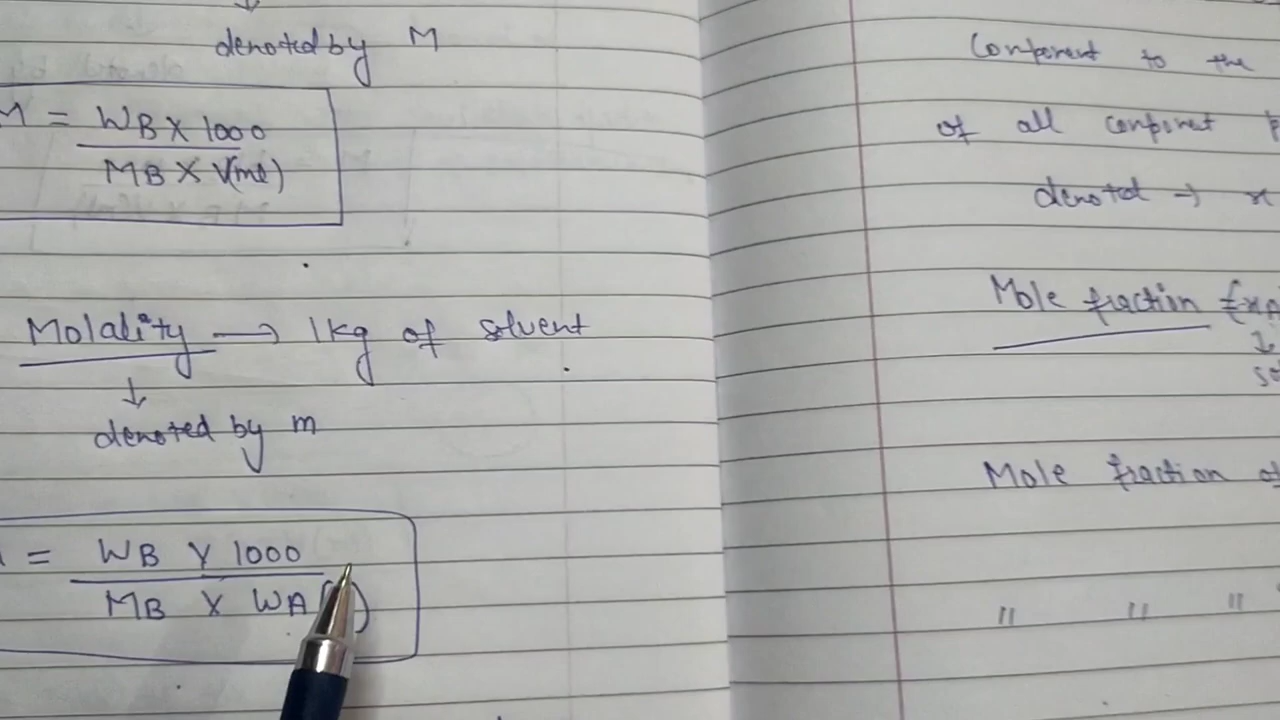 denoted by M
M = WB X 1000
MB X V(ml)
Molality → 1kg of solvent
↓
denoted by m
= WB X 1000
MB X WA( )
Component to the
of all component
denoted → x
Mole fraction
Mole fraction of
" " "